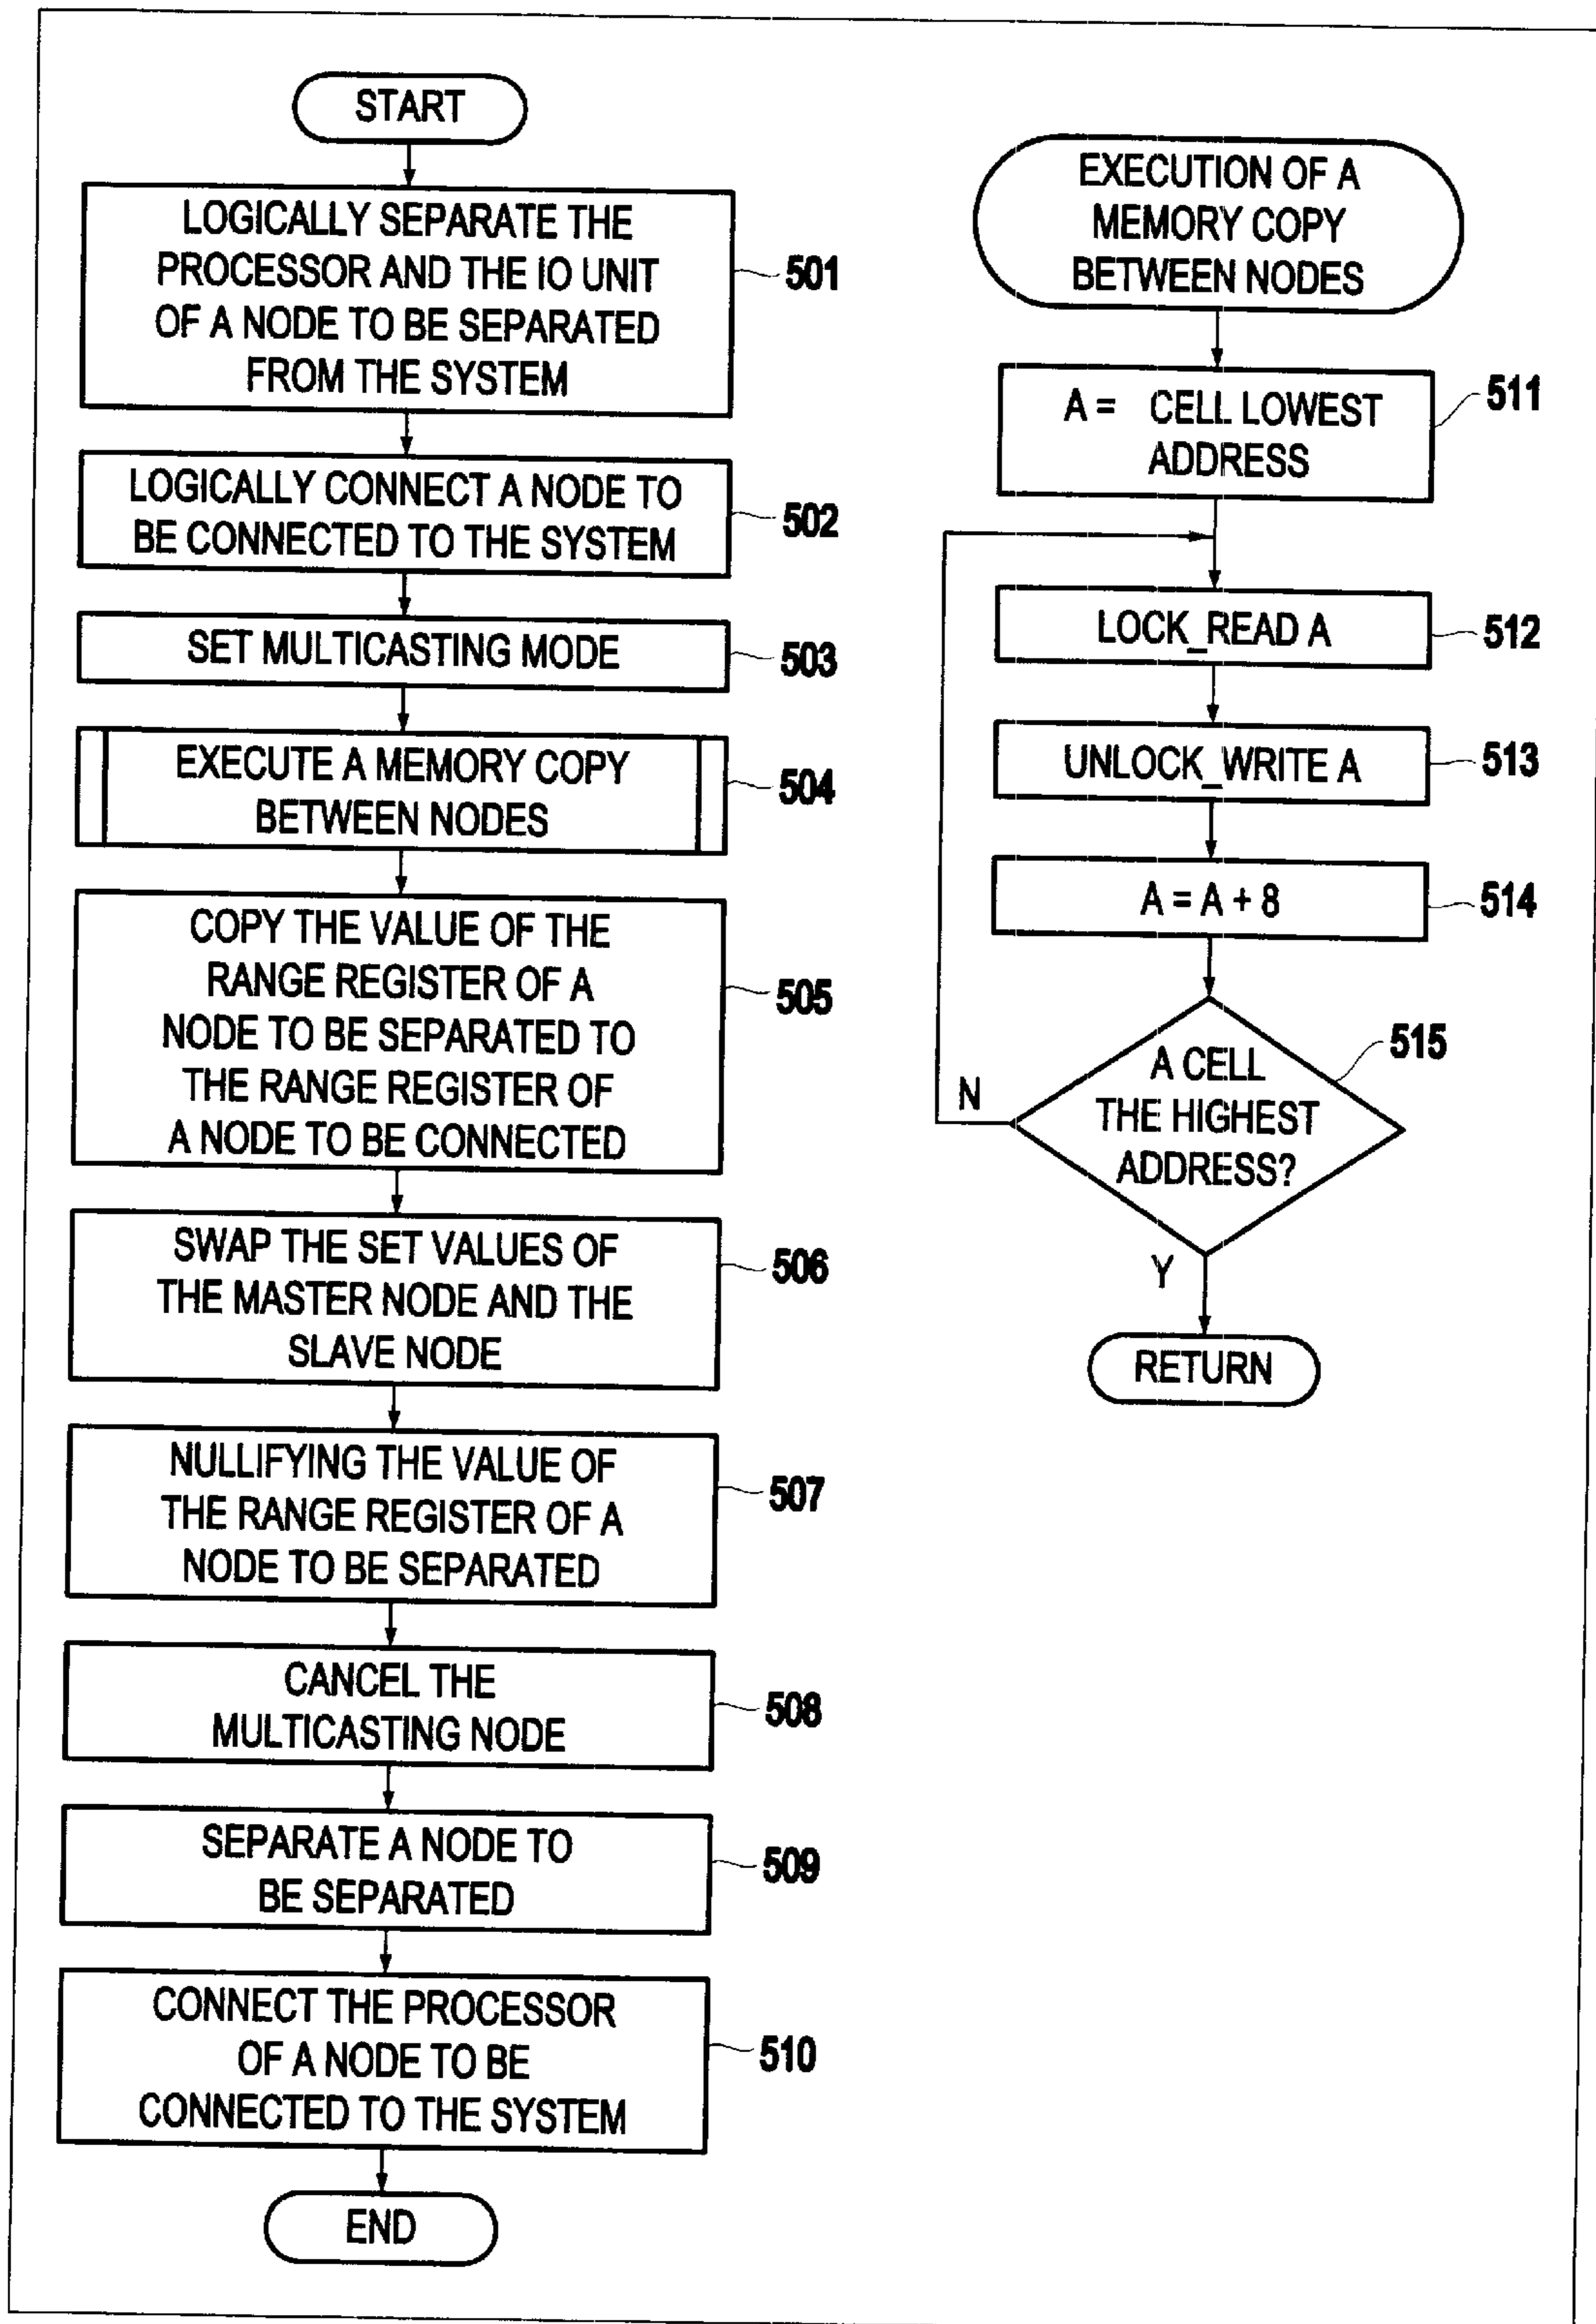 START
LOGICALLY SEPARATE THE
PROCESSOR AND THE IO UNIT
OF A NODE TO BE SEPARATED
FROM THE SYSTEM
501
LOGICALLY CONNECT A NODE TO
BE CONNECTED TO THE SYSTEM
502
SET MULTICASTING MODE
503
EXECUTE A MEMORY COPY
BETWEEN NODES
504
COPY THE VALUE OF THE
RANGE REGISTER OF A
NODE TO BE SEPARATED TO
THE RANGE REGISTER OF
A NODE TO BE CONNECTED
505
SWAP THE SET VALUES OF
THE MASTER NODE AND THE
SLAVE NODE
506
NULLIFYING THE VALUE OF
THE RANGE REGISTER OF A
NODE TO BE SEPARATED
507
CANCEL THE
MULTICASTING NODE
508
SEPARATE A NODE TO
BE SEPARATED
509
CONNECT THE PROCESSOR
OF A NODE TO BE
CONNECTED TO THE SYSTEM
510
END
EXECUTION OF A
MEMORY COPY
BETWEEN NODES
A = CELL LOWEST
ADDRESS
511
LOCK_READ A
512
UNLOCK_WRITE A
513
A = A + 8
514
A CELL
THE HIGHEST
ADDRESS?
515
N
Y
RETURN